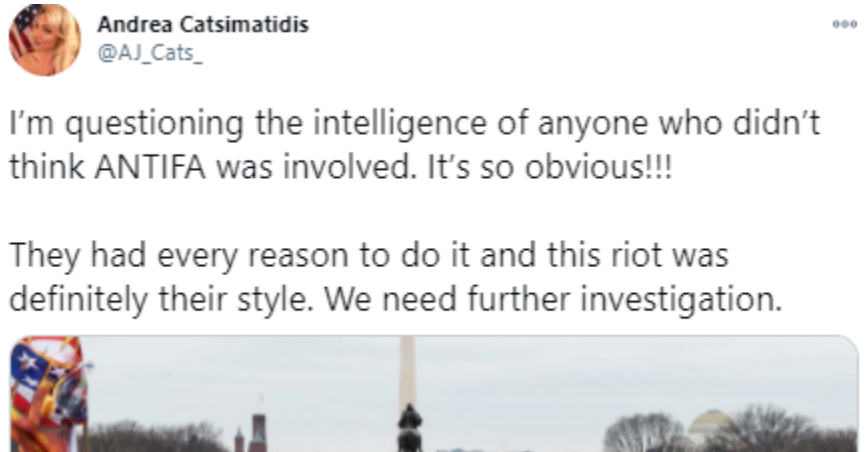 Andrea Catsimatidis
@AJ_Cats_
I'm questioning the intelligence of anyone who didn't
think ANTIFA was involved. It's so obvious!!!
They had every reason to do it and this riot was
definitely their style. We need further investigation.